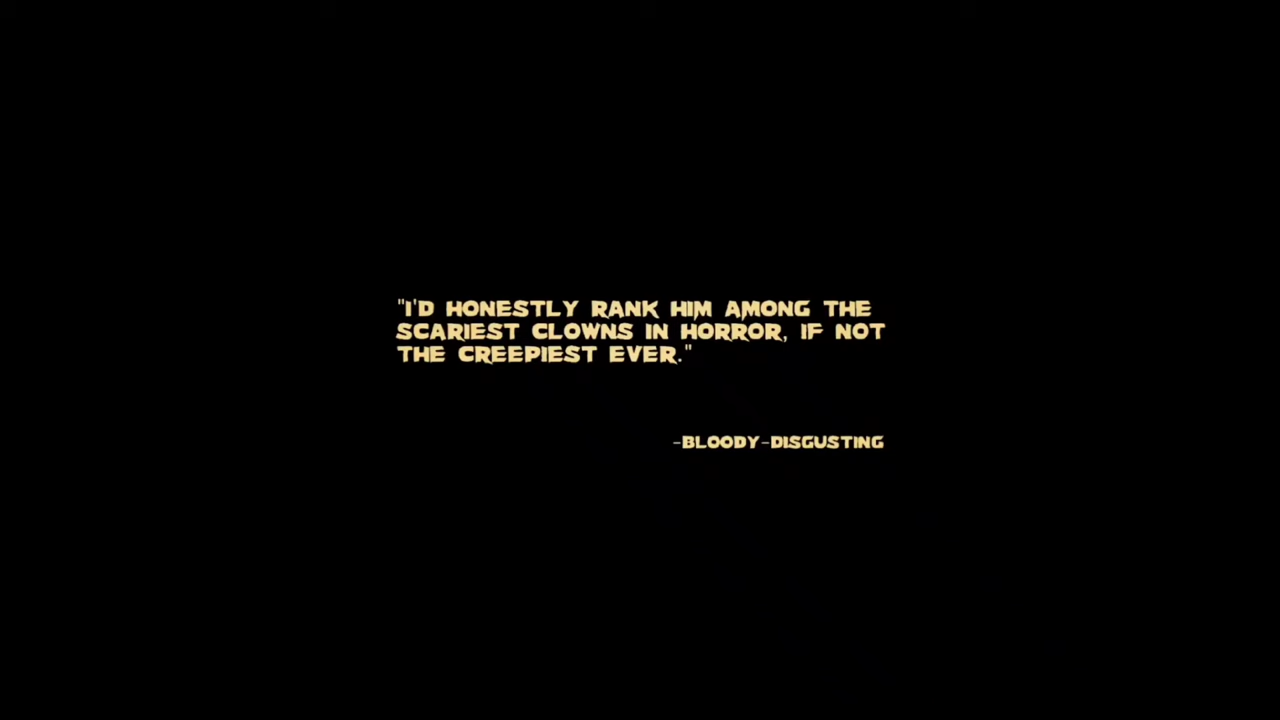 "I'D HONESTLY RANK HIM AMONG THE
SCARIEST CLOWNS IN HORROR, IF NOT
THE CREEPIEST EVER."
-BLOODY-DISGUSTING